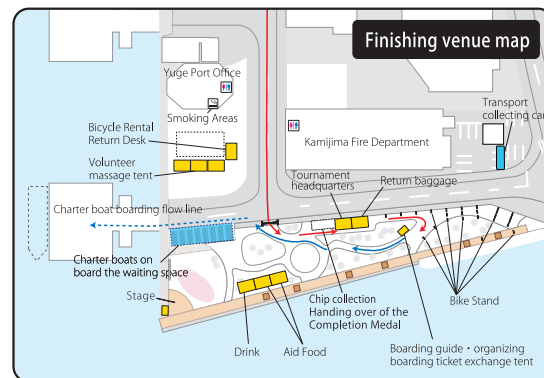 Finishing venue map
Yuge Port Office
Smoking Areas
Bicycle Rental
Return Desk
Volunteer
massage tent
Kamijima Fire Department
Transport
collecting car
Tournament
headquarters
Return baggage
Charter boat boarding flow line
Charter boats on
board the waiting space
Stage
Chip collection
Handing over of the
Completion Medal
Bike Stand
Drink
Aid Food
Boarding guide・organizing
boarding ticket exchange tent